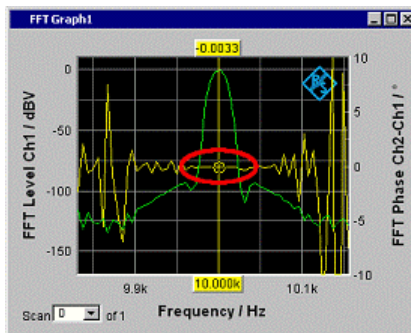 FFT Graph1
-0.0033
FFT Level Ch1 / dBV
0
-50
-100
-150
10
5
0
-5
-10
FFT Phase Ch2-Ch1 / °
9.9k
10.000k
10.1k
Frequency / Hz
Scan 0 of 1